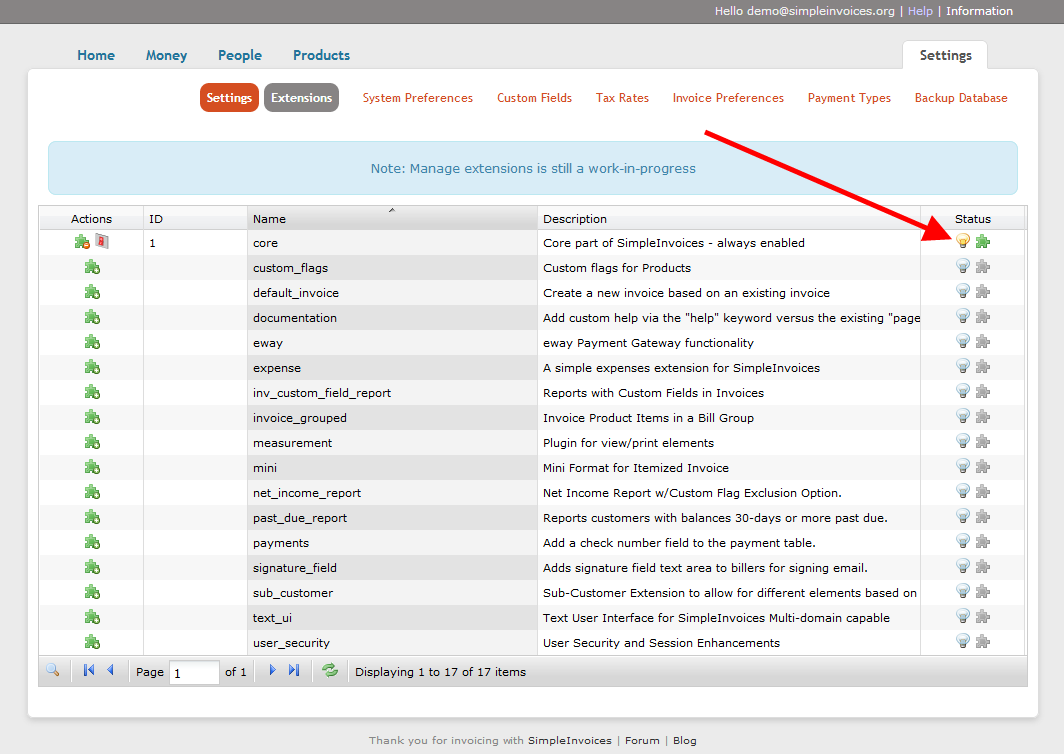 Hello demo@simpleinvoices.org | Help | Information
Home Money People Products Settings
Settings Extensions System Preferences Custom Fields Tax Rates Invoice Preferences Payment Types Backup Database
Note: Manage extensions is still a work-in-progress
Actions ID Name Description Status
1 core Core part of SimpleInvoices - always enabled
custom_flags Custom flags for Products
default_invoice Create a new invoice based on an existing invoice
documentation Add custom help via the "help" keyword versus the existing "page
eway eway Payment Gateway functionality
expense A simple expenses extension for SimpleInvoices
inv_custom_field_report Reports with Custom Fields in Invoices
invoice_grouped Invoice Product Items in a Bill Group
measurement Plugin for view/print elements
mini Mini Format for Itemized Invoice
net_income_report Net Income Report w/Custom Flag Exclusion Option.
past_due_report Reports customers with balances 30-days or more past due.
payments Add a check number field to the payment table.
signature_field Adds signature field text area to billers for signing email.
sub_customer Sub-Customer Extension to allow for different elements based on
text_ui Text User Interface for SimpleInvoices Multi-domain capable
user_security User Security and Session Enhancements
Page 1 of 1 Displaying 1 to 17 of 17 items
Thank you for invoicing with SimpleInvoices | Forum | Blog